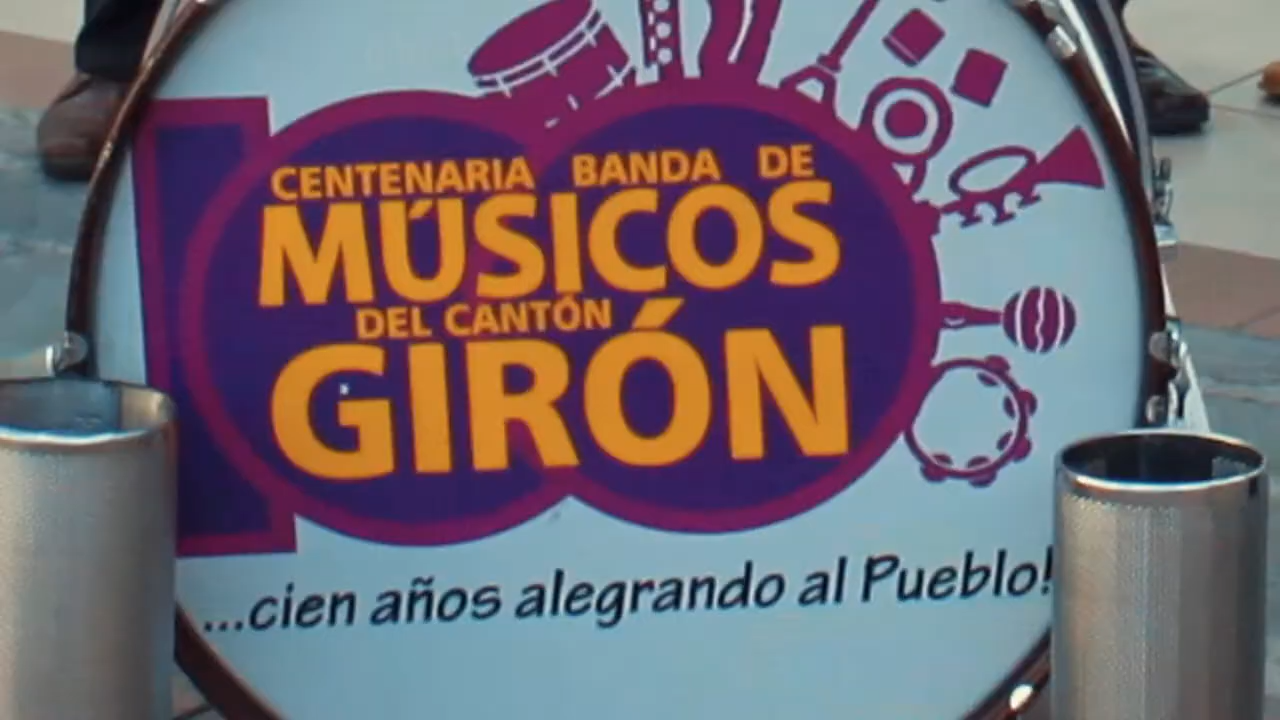 CENTENARIA BANDA DE
MÚSICOS
DEL CANTÓN
GIRÓN
...cien años alegrando al Pueblo!